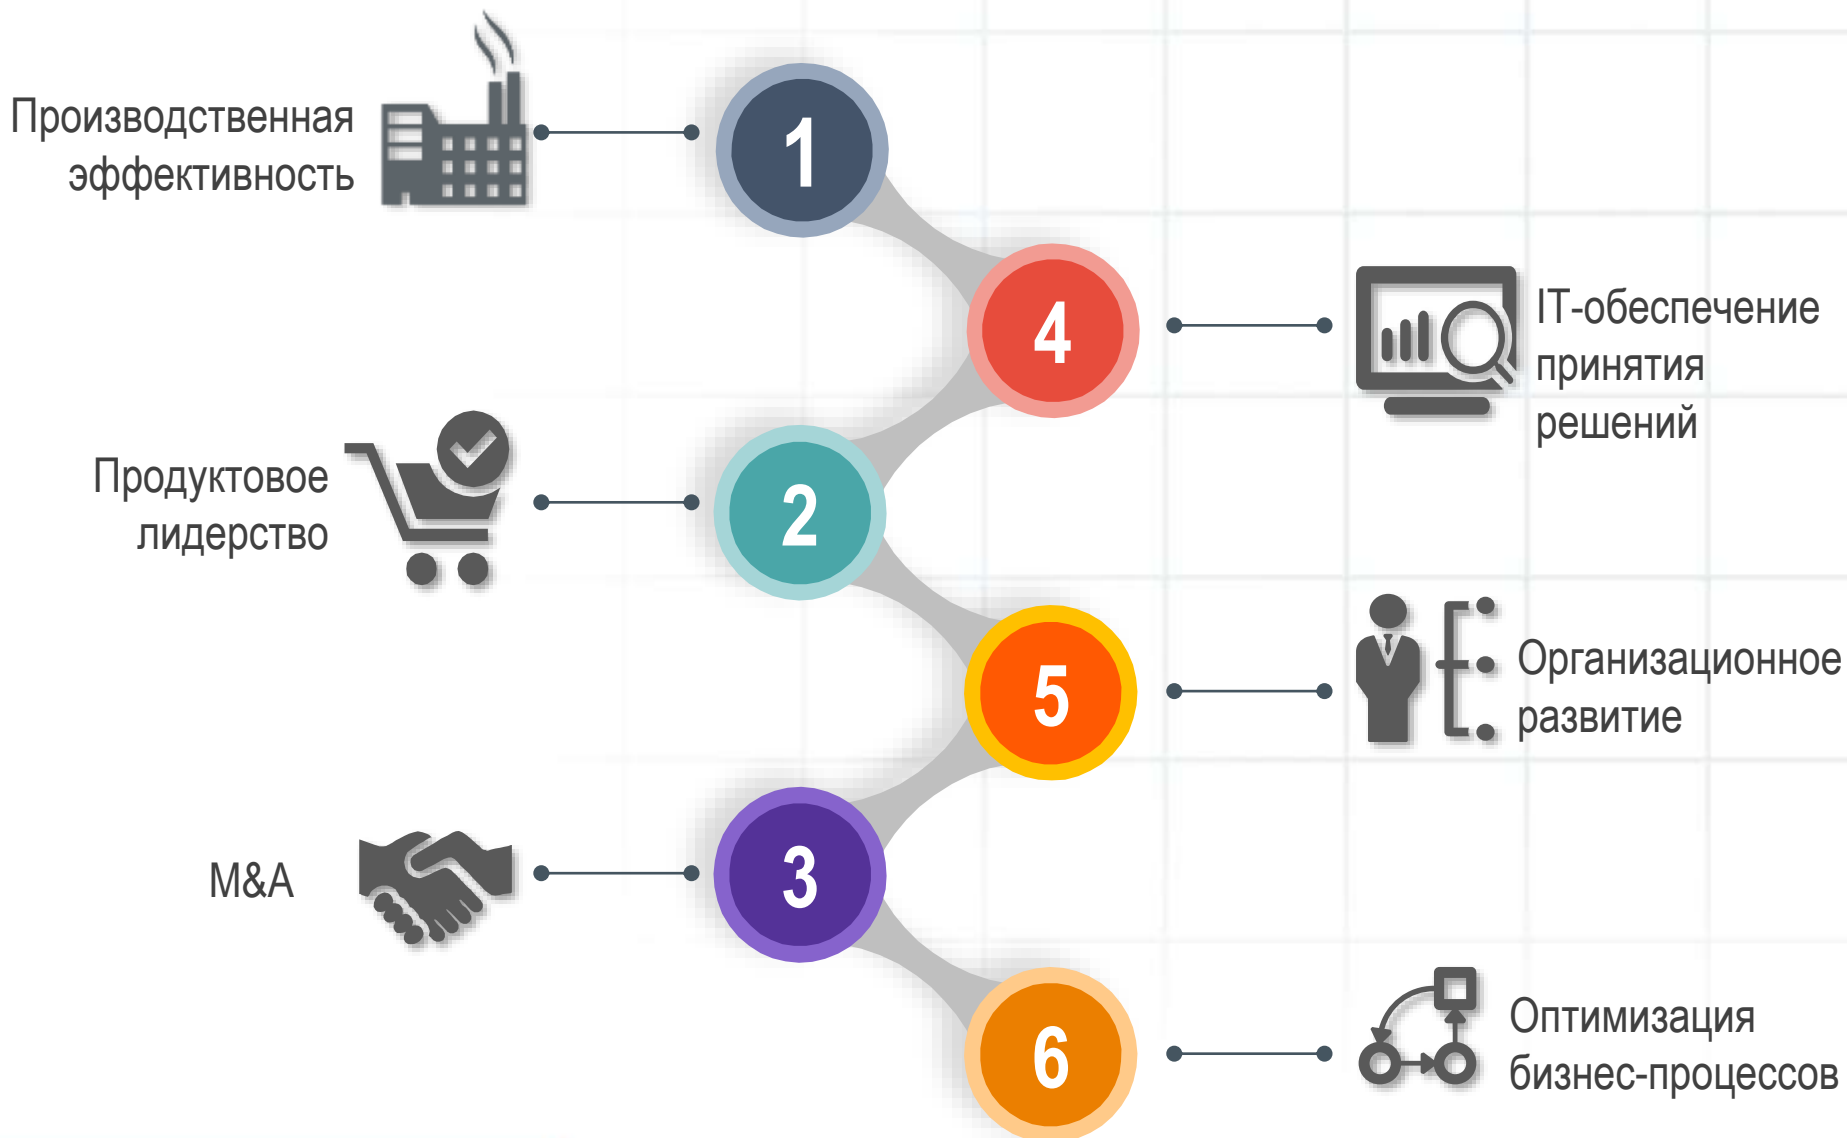 Производственная
эффективность
1
4
IT-обеспечение
принятия
решений
Продуктовое
лидерство
2
5
Организационное
развитие
M&A
3
6
Оптимизация
бизнес-процессов